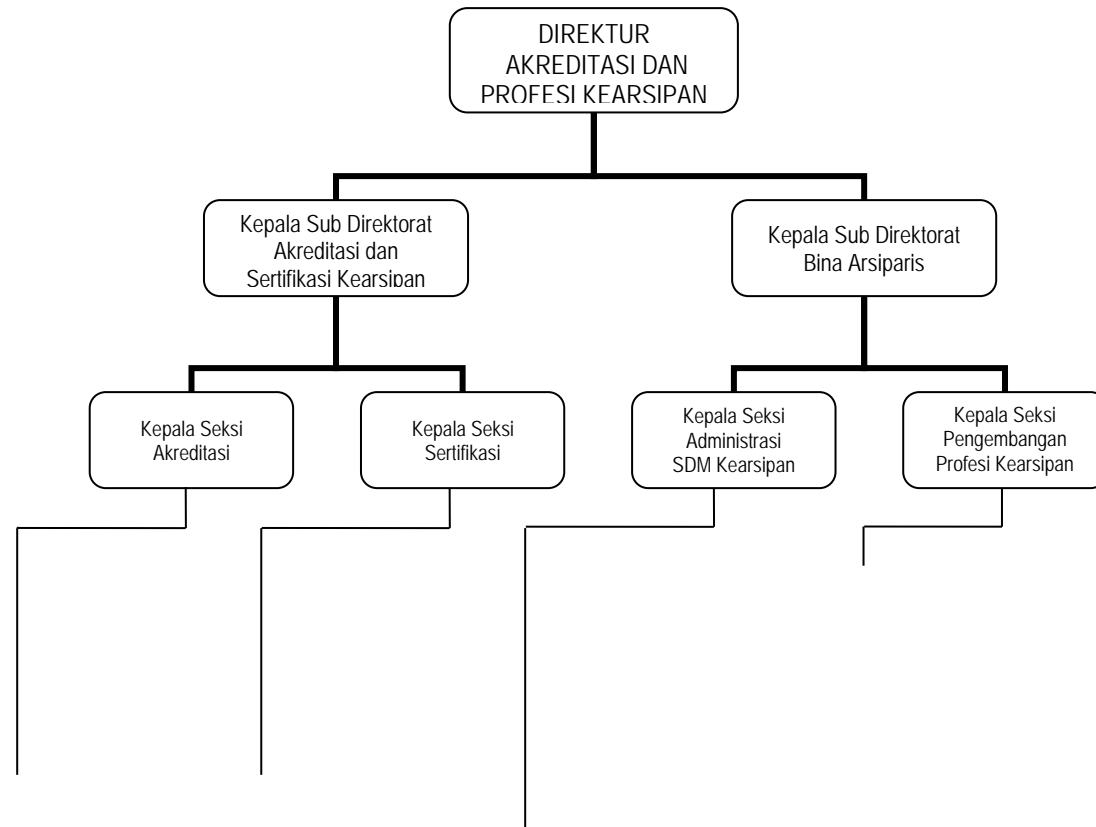 DIREKTUR
AKREDITASI DAN
PROFESI KEARSIPAN
Kepala Sub Direktorat
Akreditasi dan
Sertifikasi Kearsipan
Kepala Sub Direktorat
Bina Arsiparis
Kepala Seksi
Akreditasi
Kepala Seksi
Sertifikasi
Kepala Seksi
Administrasi
SDM Kearsipan
Kepala Seksi
Pengembangan
Profesi Kearsipan